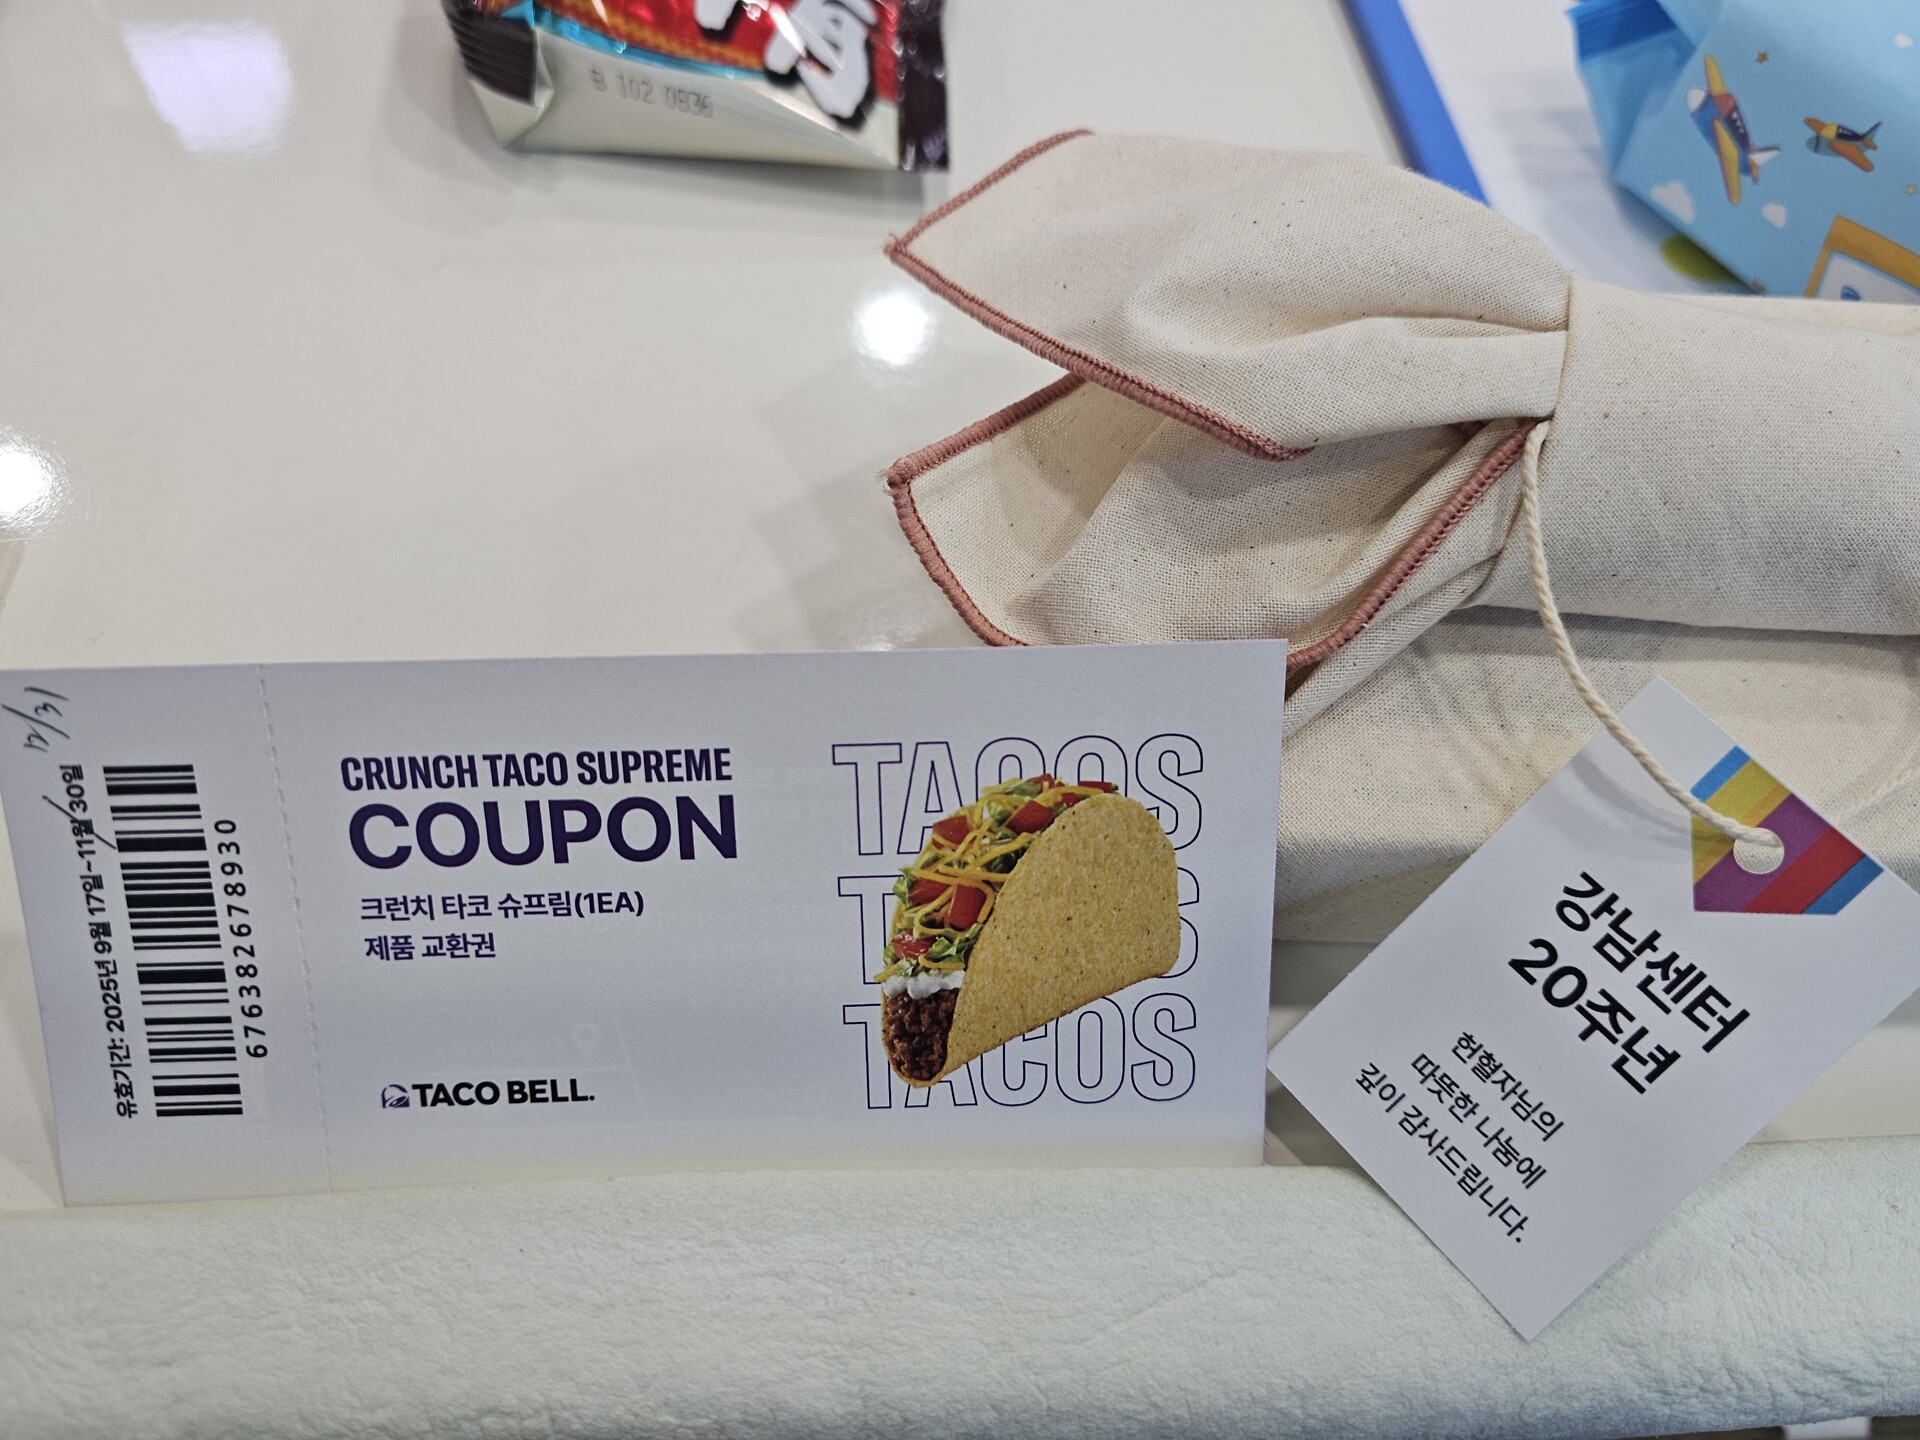 B 102 0836
12/31
유효기간: 2025년 9월 17일~11월 30일
676382678930
CRUNCH TACO SUPREME
COUPON
크런치 타코 슈프림(1EA)
제품 교환권
TACO BELL.
TACOS
TACOS
TACOS
강남센터
20주년
헌혈자님의
따뜻한 나눔에
깊이 감사드립니다.